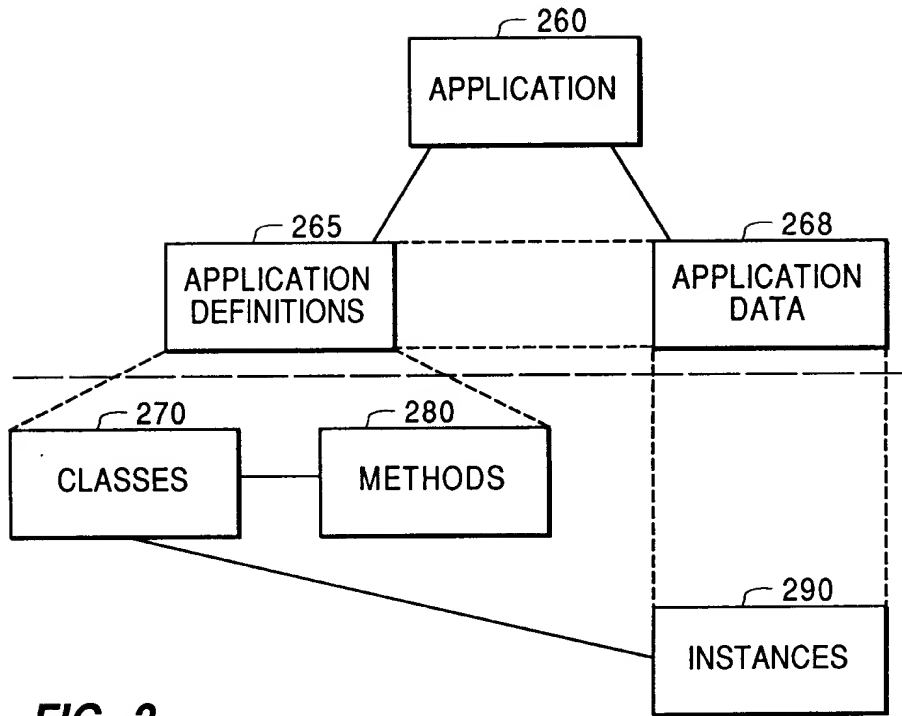 260
APPLICATION
265
APPLICATION
DEFINITIONS
268
APPLICATION
DATA
270
CLASSES
280
METHODS
290
INSTANCES